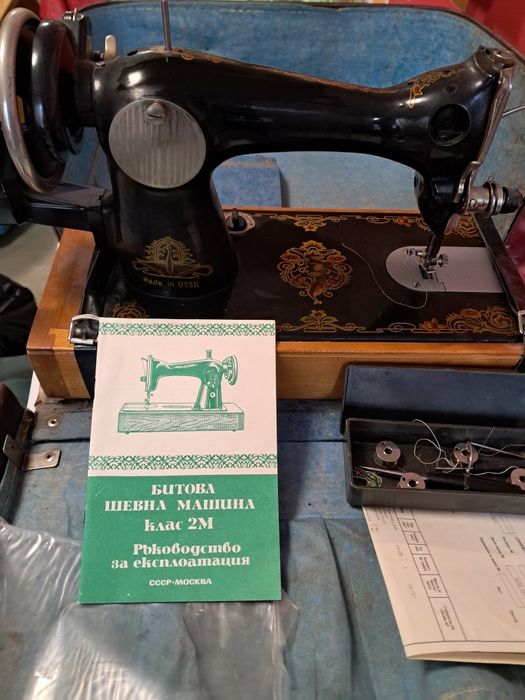 Made in USSR
БИТОВА
ШЕВНА МАШИНА
клас 2М
Ръководство
за експлоатация
СССР·МОСКВА